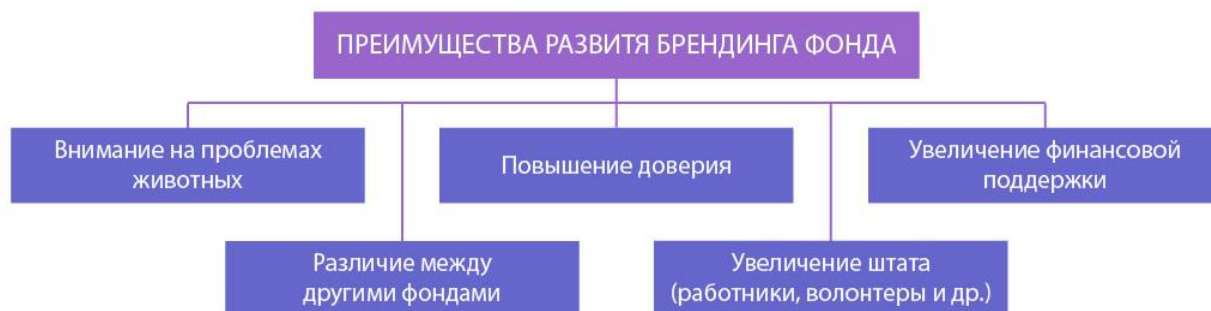 ПРЕИМУЩЕСТВА РАЗВИТЯ БРЕНДИНГА ФОНДА
Внимание на проблемах
животных
Повышение доверия
Увеличение финансовой
поддержки
Различие между
другими фондами
Увеличение штата
(работники, волонтеры и др.)